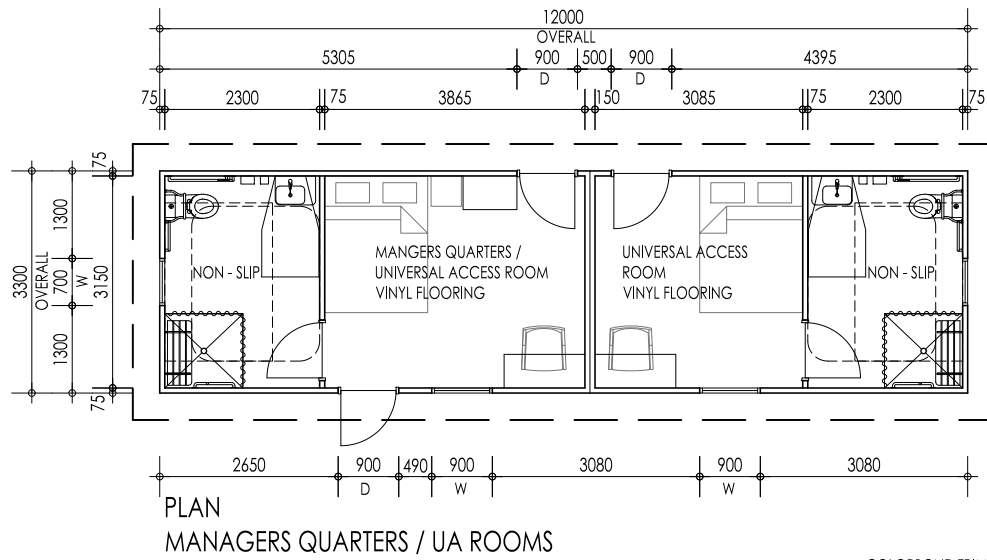 12000
OVERALL
5305 900 500 900 4395
D D
75 2300 75 3865 150 3085 75 2300 75
75
1300
700
W
1300
75
3300
OVERALL
3150
NON - SLIP
MANGERS QUARTERS /
UNIVERSAL ACCESS ROOM
VINYL FLOORING
UNIVERSAL ACCESS
ROOM
VINYL FLOORING
NON - SLIP
2650 900 490 900 3080 900 3080
D W W
PLAN
MANAGERS QUARTERS / UA ROOMS